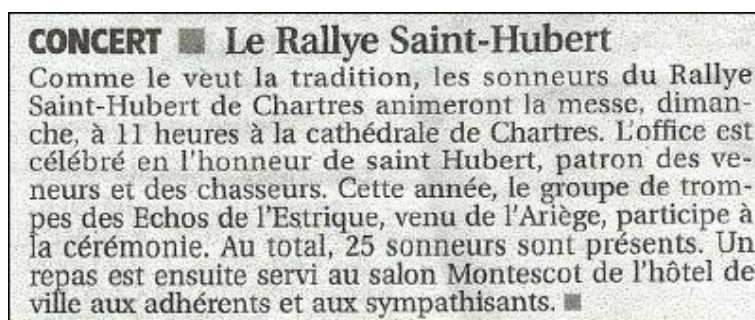 CONCERT ■ Le Rallye Saint-Hubert
Comme le veut la tradition, les sonneurs du Rallye
Saint-Hubert de Chartres animeront la messe, diman-
che, à 11 heures à la cathédrale de Chartres. L'office est
célébré en l'honneur de saint Hubert, patron des ve-
neurs et des chasseurs. Cette année, le groupe de trom-
pes des Echos de l'Estrique, venu de l'Ariège, participe à
la cérémonie. Au total, 25 sonneurs sont présents. Un
repas est ensuite servi au salon Montescot de l'hôtel de
ville aux adhérents et aux sympathisants. ■